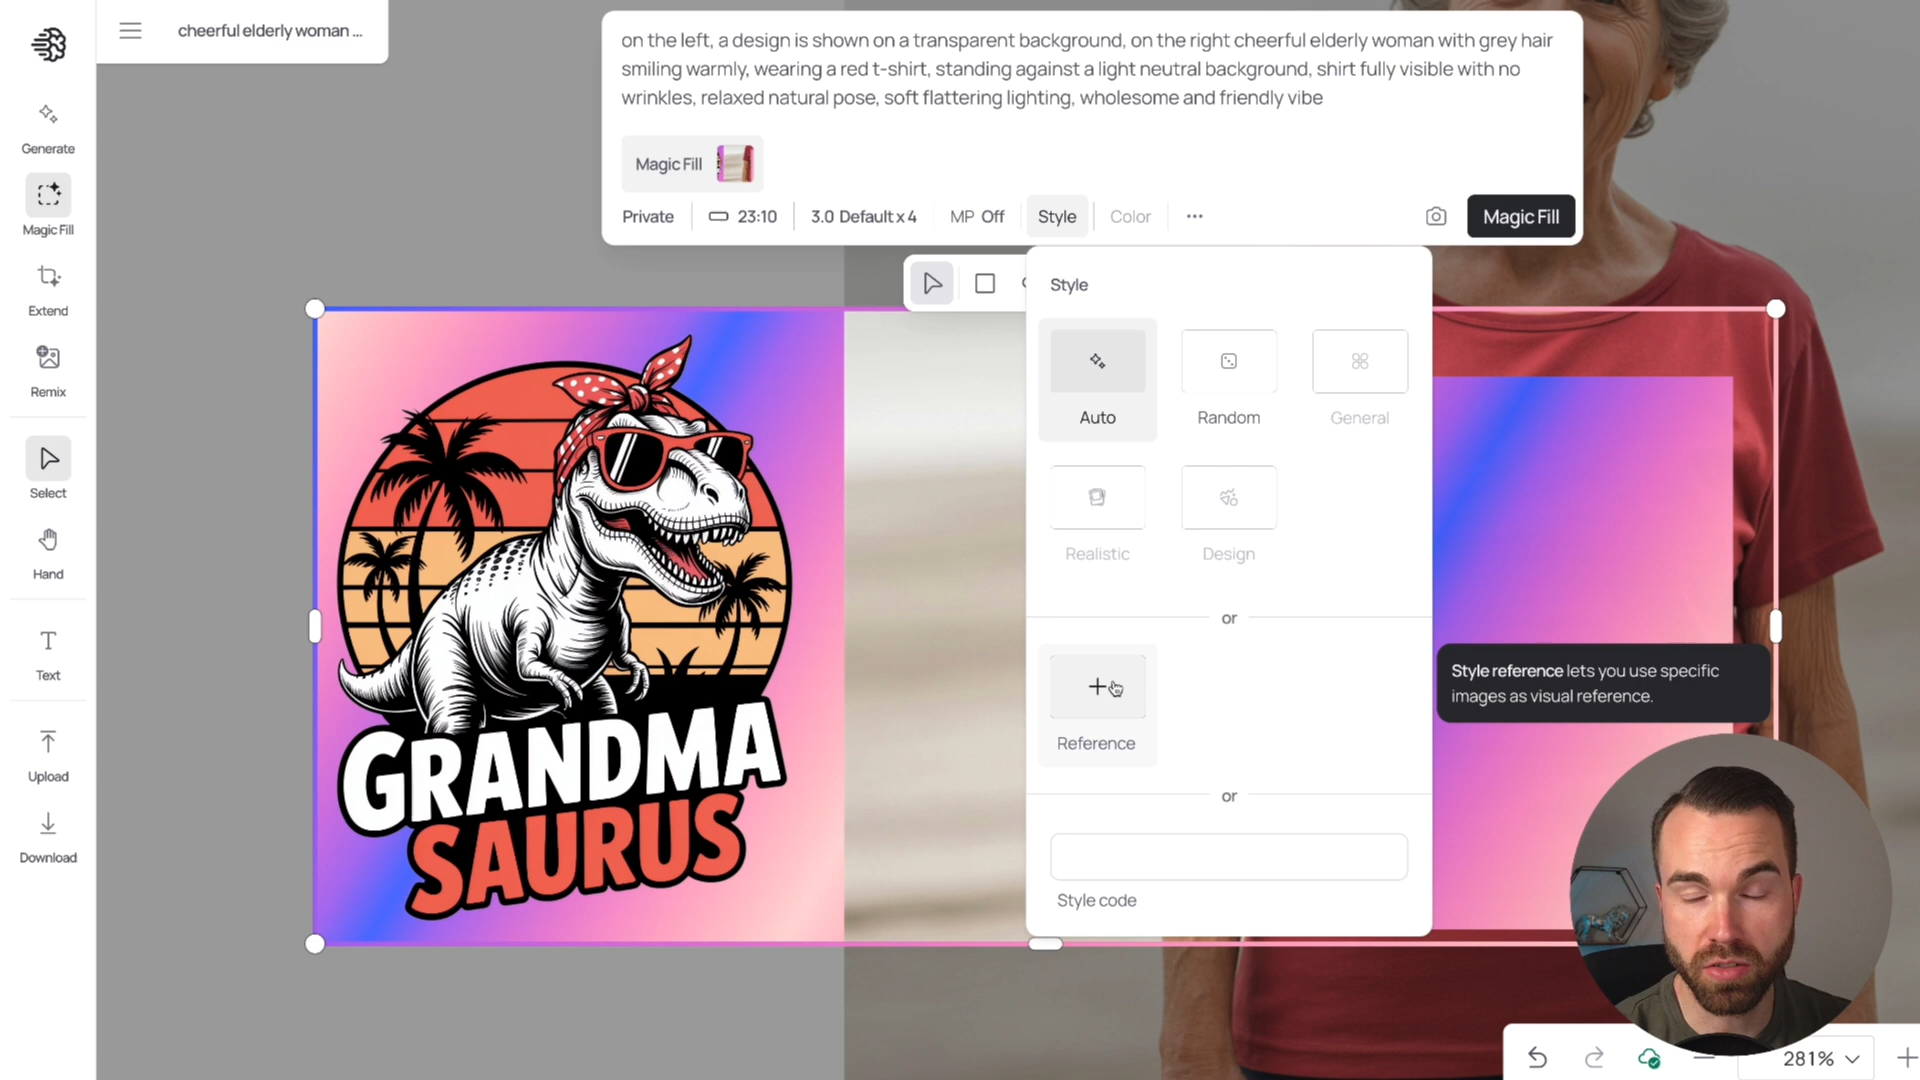 cheerful elderly woman ...
on the left, a design is shown on a transparent background, on the right cheerful elderly woman with grey hair
smiling warmly, wearing a red t-shirt, standing against a light neutral background, shirt fully visible with no
wrinkles, relaxed natural pose, soft flattering lighting, wholesome and friendly vibe
Magic Fill
Private
23:10
3.0 Default x 4
MP Off
Style
Color
Magic Fill
Generate
Magic Fill
Extend
Remix
Select
Hand
Text
Upload
Download
GRANDMA
SAURUS
Style
Auto
Random
General
Realistic
Design
or
Reference
or
Style code
Style reference lets you use specific
images as visual reference.
281%